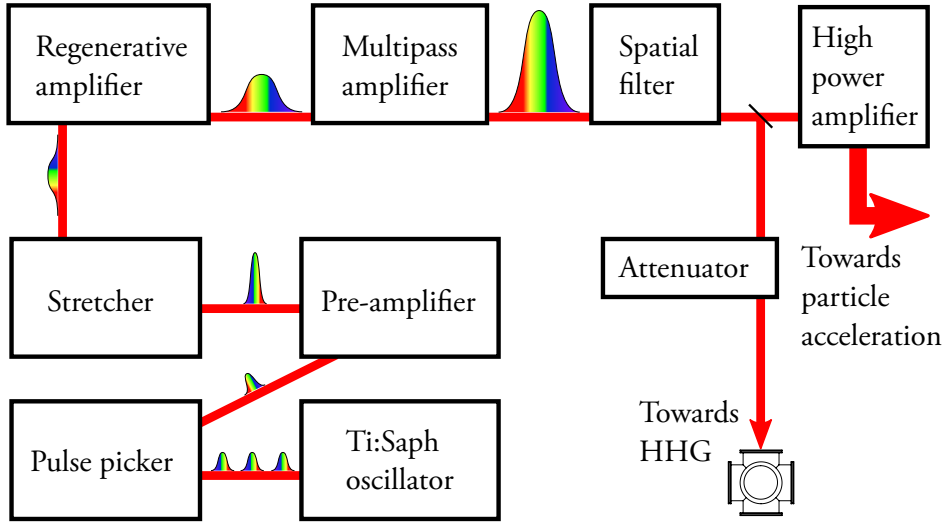 Regenerative
amplifier
Multipass
amplifier
Spatial
filter
High
power
amplifier
Stretcher
Pre-amplifier
Attenuator
Towards
particle
acceleration
Pulse picker
Ti:Saph
oscillator
Towards
HHG